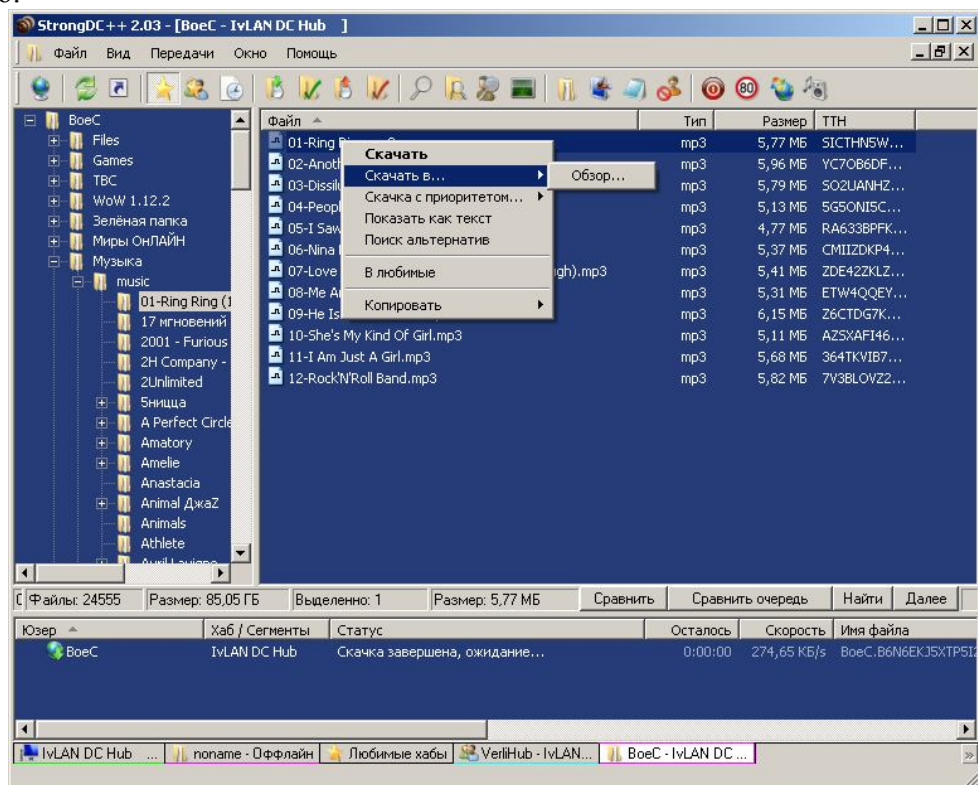 StrongDC++ 2.03 - [BoeC - IvLAN DC Hub ]
Файл Вид Передачи Окно Помощь
80
BoeC
Files
Games
TBC
WoW 1.12.2
Зелёная папка
Миры ОнЛАЙН
Музыка
music
01-Ring Ring (1
17 мгновений
2001 - Furious
2H Company -
2Unlimited
5ницца
A Perfect Circle
Amatory
Amelie
Anastacia
Animal ДжаZ
Animals
Athlete
Avril Lavigne
Файл Тип Размер TTH
01-Ring mp3 5,77 МБ SICTHN5W...
02-Anoth mp3 5,96 МБ YC7OB6DF...
03-Dissilu mp3 5,79 МБ SO2UANHZ...
04-Peopl mp3 5,13 МБ 5G5ONI5C...
05-I Saw mp3 4,77 МБ RA633BPFK...
06-Nina mp3 5,37 МБ CMIIZDKP4...
07-Love gh).mp3 mp3 5,41 МБ ZDE42ZKLZ...
08-Me A mp3 5,31 МБ ETW4QQEY...
09-He Is mp3 6,15 МБ Z6CTDG7K...
10-She's My Kind Of Girl.mp3 mp3 5,11 МБ AZSXAFI46...
11-I Am Just A Girl.mp3 mp3 5,68 МБ 364TKVIB7...
12-Rock'N'Roll Band.mp3 mp3 5,82 МБ 7V3BLOVZ2...
Скачать
Скачать в...
Обзор...
Скачка с приоритетом...
Показать как текст
Поиск альтернатив
В любимые
Копировать
Файлы: 24555 Размер: 85,05 ГБ Выделенно: 1 Размер: 5,77 МБ Сравнить Сравнить очередь Найти Далее
Юзер Хаб / Сегменты Статус Осталось Скорость Имя файла
BoeC IvLAN DC Hub Скачка завершена, ожидание... 0:00:00 274,65 КБ/s BoeC.B6N6EKJ5XTP5I2
IvLAN DC Hub ... noname - Оффлайн Любимые хабы VerliHub - IvLAN... BoeC - IvLAN DC ...